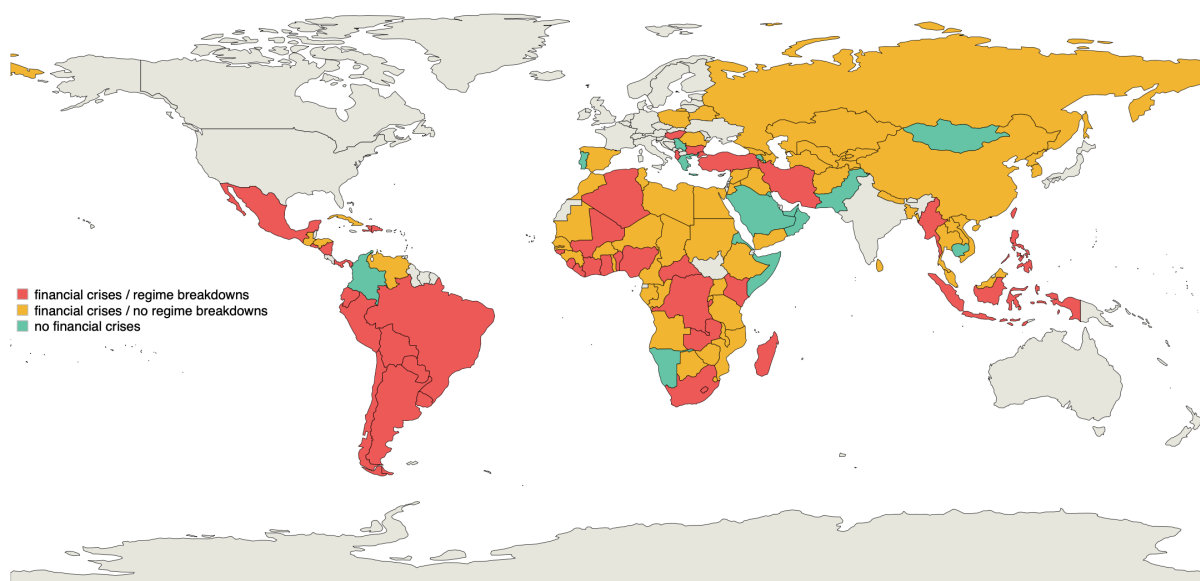 financial crises / regime breakdowns
financial crises / no regime breakdowns
no financial crises